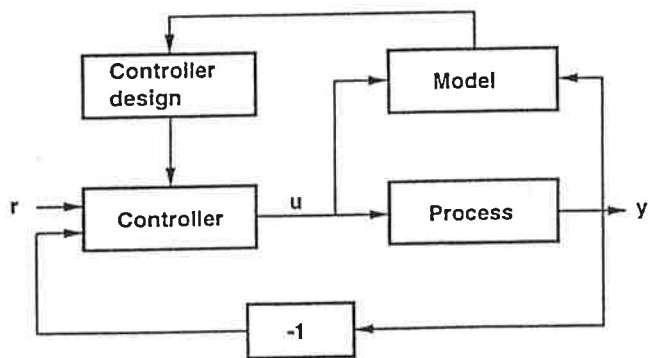 Controller
design
Model
r
Controller
u
Process
y
-1